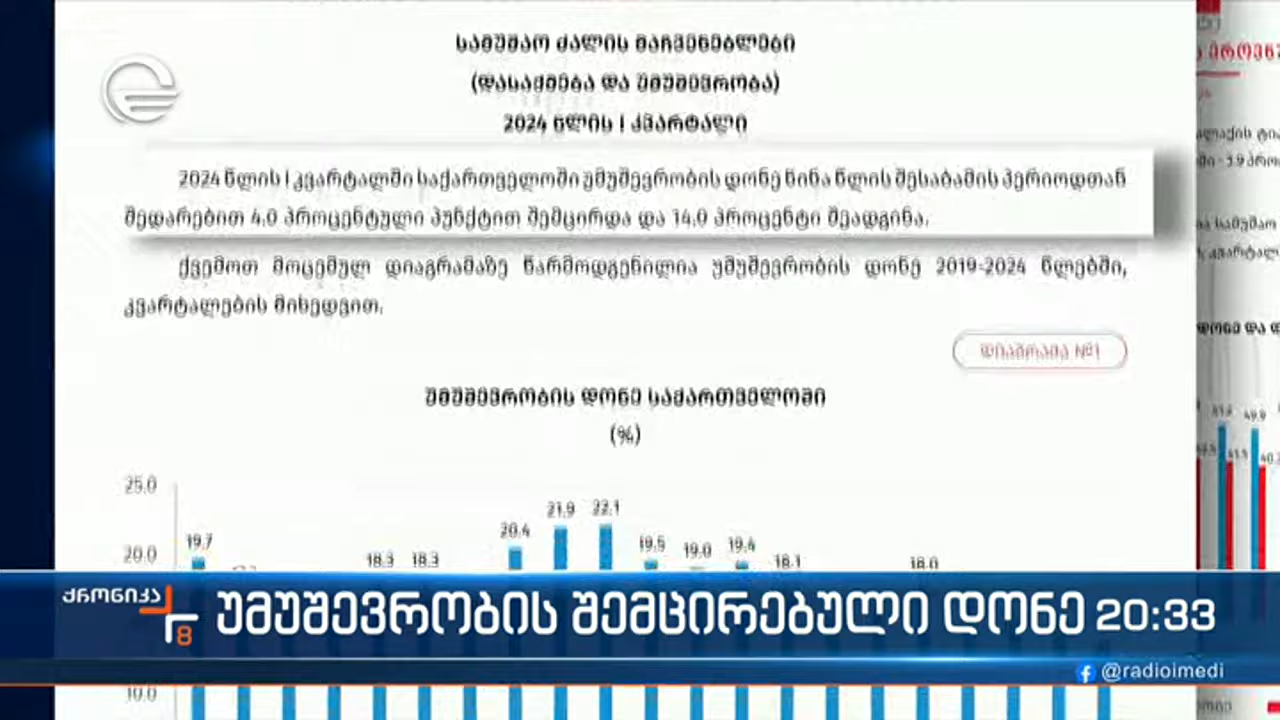 სამუშაო ძალის მაჩვენებლები
(დასაქმება და უმუშევრობა)
2024 წლის I კვარტალი
2024 წლის I კვარტალში საქართველოში უმუშევრობის დონე წინა წლის შესაბამის პერიოდთან
შედარებით 4.0 პროცენტული პუნქტით შემცირდა და 14.0 პროცენტი შეადგინა.
ქვემოთ მოცემულ დიაგრამაზე წარმოდგენილია უმუშევრობის დონე 2019-2024 წლებში,
კვარტალების მიხედვით.
დიაგრამა №1
უმუშევრობის დონე საქართველოში
(%)
25.0
21.9 22.1
20.4
19.7 19.5 19.0 19.4
20.0 18.3 18.3 18.1 18.0
ქრონიკა
8
უმუშევრობის შემცირებული დონე 20:33
@radioimedi
10.0